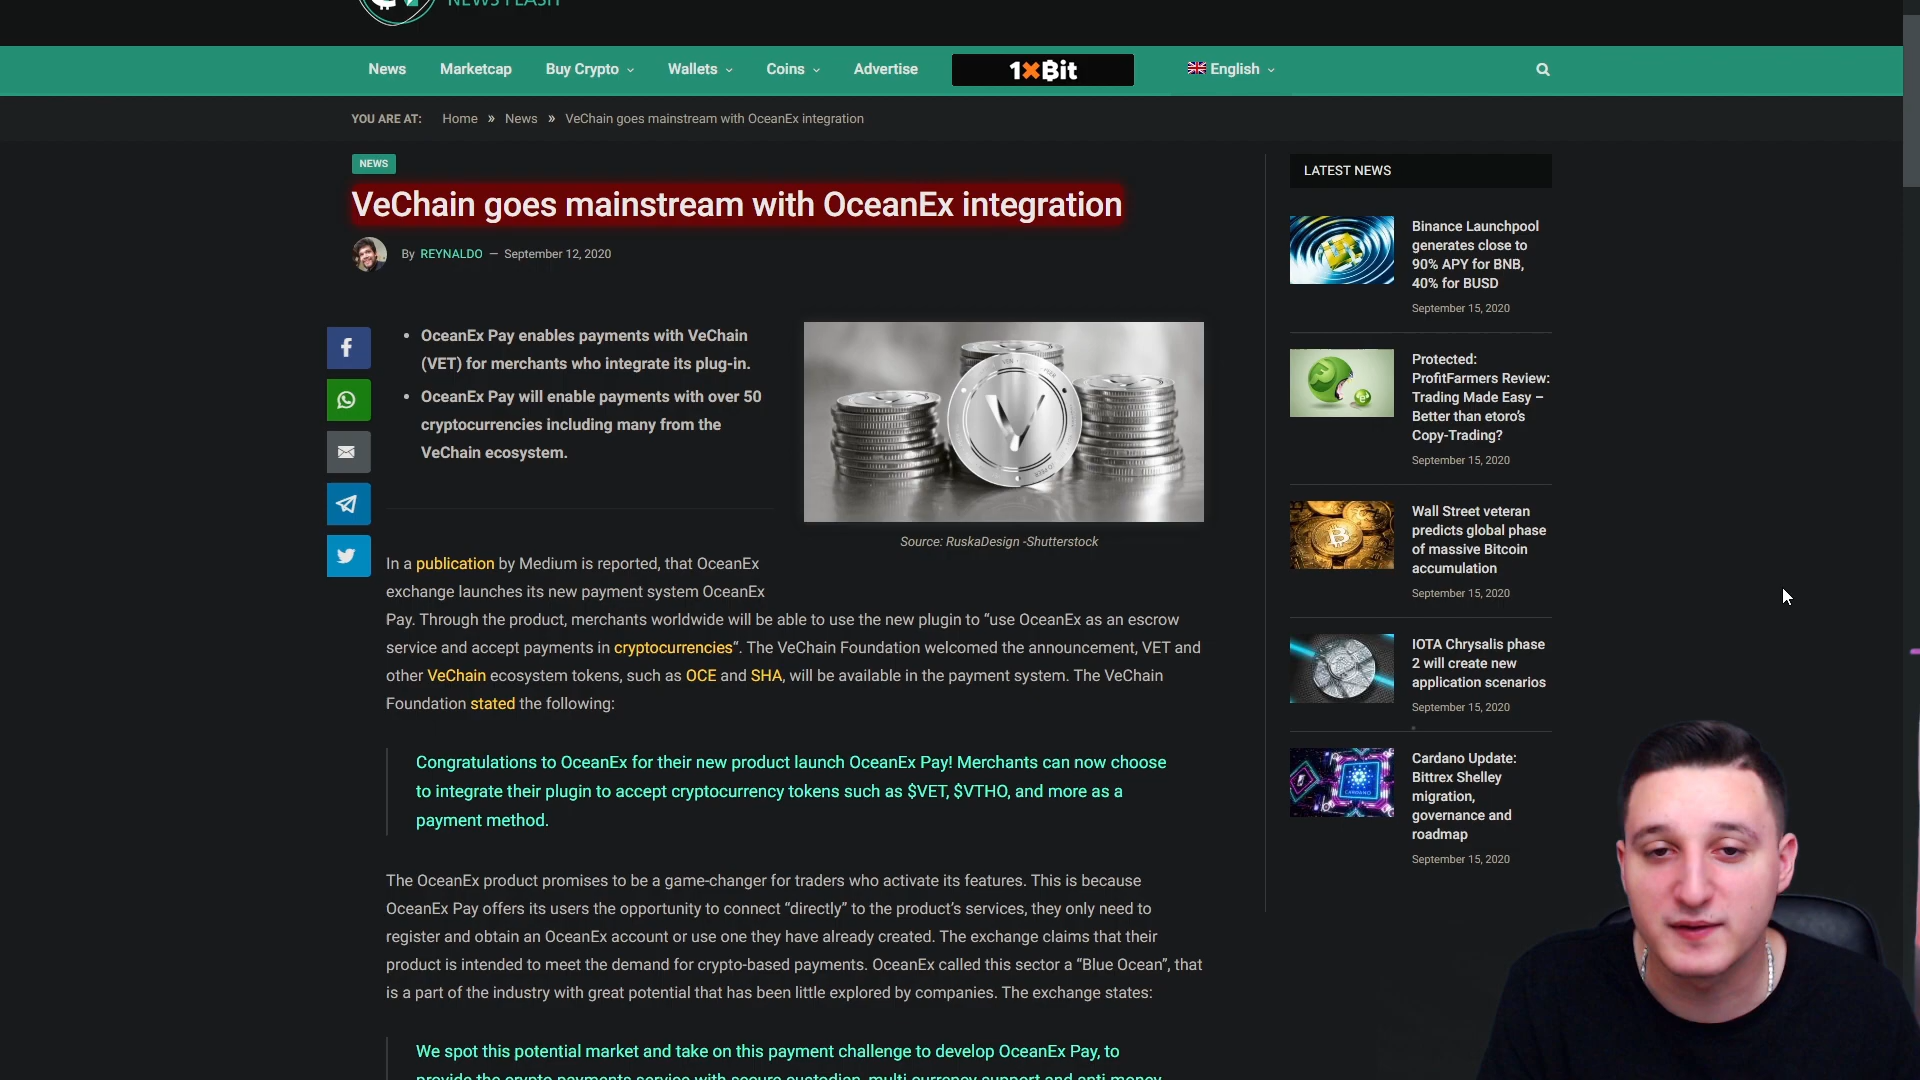 NEWS FLASH
News
Marketcap
Buy Crypto
Wallets
Coins
Advertise
1xBit
English
YOU ARE AT: Home » News » VeChain goes mainstream with OceanEx integration
NEWS
VeChain goes mainstream with OceanEx integration
By REYNALDO — September 12, 2020
• OceanEx Pay enables payments with VeChain
(VET) for merchants who integrate its plug-in.
• OceanEx Pay will enable payments with over 50
cryptocurrencies including many from the
VeChain ecosystem.
Source: RuskaDesign -Shutterstock
In a publication by Medium is reported, that OceanEx
exchange launches its new payment system OceanEx
Pay. Through the product, merchants worldwide will be able to use the new plugin to “use OceanEx as an escrow
service and accept payments in cryptocurrencies“. The VeChain Foundation welcomed the announcement, VET and
other VeChain ecosystem tokens, such as OCE and SHA, will be available in the payment system. The VeChain
Foundation stated the following:
Congratulations to OceanEx for their new product launch OceanEx Pay! Merchants can now choose
to integrate their plugin to accept cryptocurrency tokens such as $VET, $VTHO, and more as a
payment method.
The OceanEx product promises to be a game-changer for traders who activate its features. This is because
OceanEx Pay offers its users the opportunity to connect “directly” to the product’s services, they only need to
register and obtain an OceanEx account or use one they have already created. The exchange claims that their
product is intended to meet the demand for crypto-based payments. OceanEx called this sector a “Blue Ocean”, that
is a part of the industry with great potential that has been little explored by companies. The exchange states:
We spot this potential market and take on this payment challenge to develop OceanEx Pay, to
provide the crypto payments service with secure custodian, multi currency support and anti money
LATEST NEWS
Binance Launchpool
generates close to
90% APY for BNB,
40% for BUSD
September 15, 2020
Protected:
ProfitFarmers Review:
Trading Made Easy –
Better than etoro’s
Copy-Trading?
September 15, 2020
Wall Street veteran
predicts global phase
of massive Bitcoin
accumulation
September 15, 2020
IOTA Chrysalis phase
2 will create new
application scenarios
September 15, 2020
CARDANO
Cardano Update:
Bittrex Shelley
migration,
governance and
roadmap
September 15, 2020